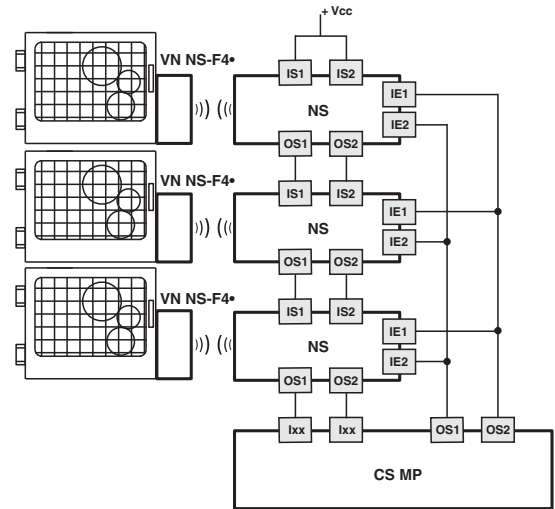 + Vcc
VN NS-F4•
IS1 IS2
IE1
NS
IE2
OS1 OS2
VN NS-F4•
IS1 IS2
IE1
NS
IE2
OS1 OS2
VN NS-F4•
IS1 IS2
IE1
NS
IE2
OS1 OS2
Ixx Ixx OS1 OS2
CS MP